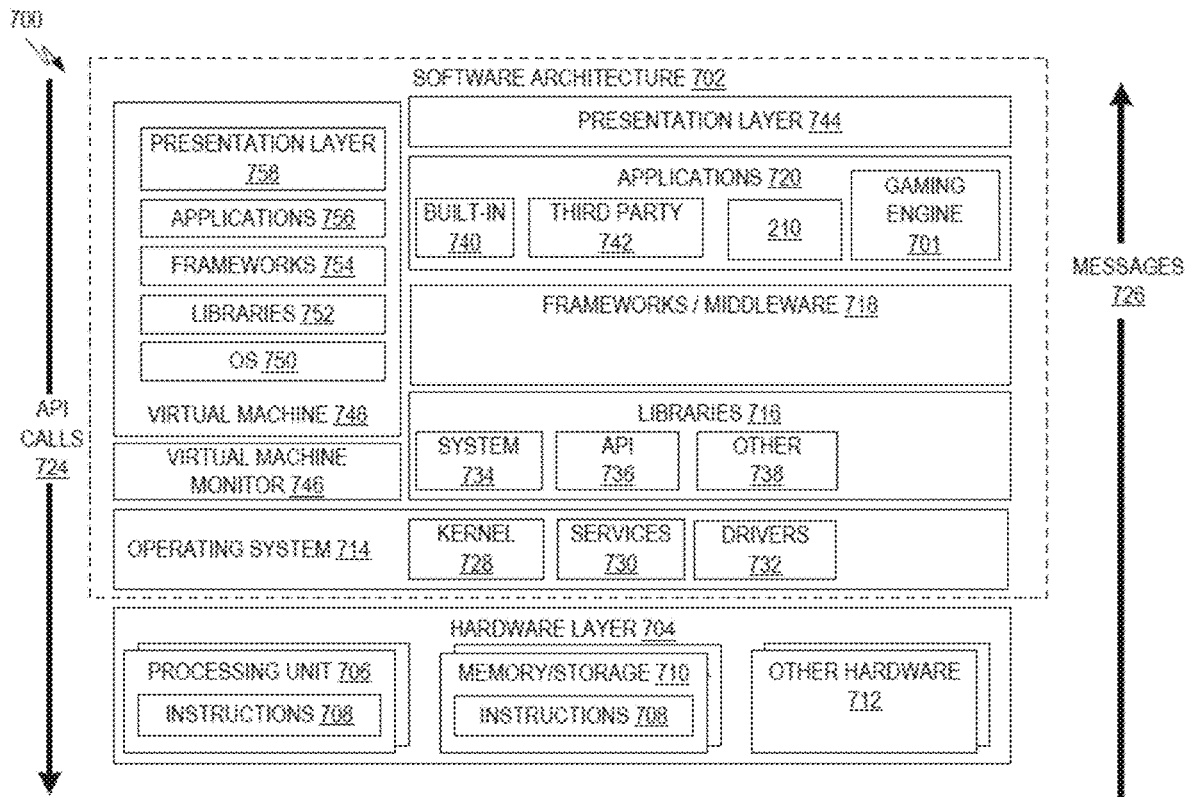 700
SOFTWARE ARCHITECTURE 702
PRESENTATION LAYER
758
APPLICATIONS 756
FRAMEWORKS 754
LIBRARIES 752
OS 750
VIRTUAL MACHINE 748
VIRTUAL MACHINE
MONITOR 746
PRESENTATION LAYER 744
APPLICATIONS 720
BUILT-IN
740
THIRD PARTY
742
210
GAMING
ENGINE
701
FRAMEWORKS / MIDDLEWARE 718
LIBRARIES 716
SYSTEM
734
API
736
OTHER
738
OPERATING SYSTEM 714
KERNEL
728
SERVICES
730
DRIVERS
732
HARDWARE LAYER 704
PROCESSING UNIT 706
INSTRUCTIONS 708
MEMORY/STORAGE 710
INSTRUCTIONS 708
OTHER HARDWARE
712
API
CALLS
724
MESSAGES
726